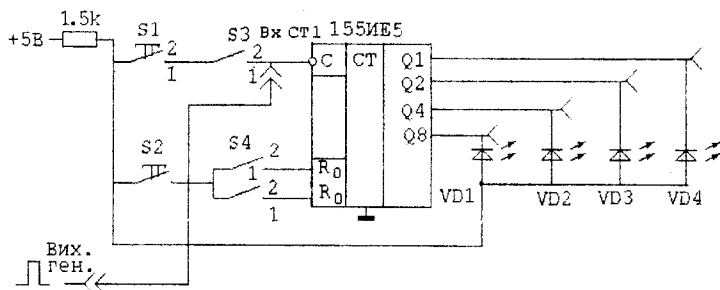 1.5k
+5В
S1
2
1
S3
2
1
Вх СТ1
155ИЕ5
С
СТ
Q1
Q2
Q4
Q8
S2
S4
2
1
2
1
R0
R0
VD1
VD2
VD3
VD4
Вих.
ген.